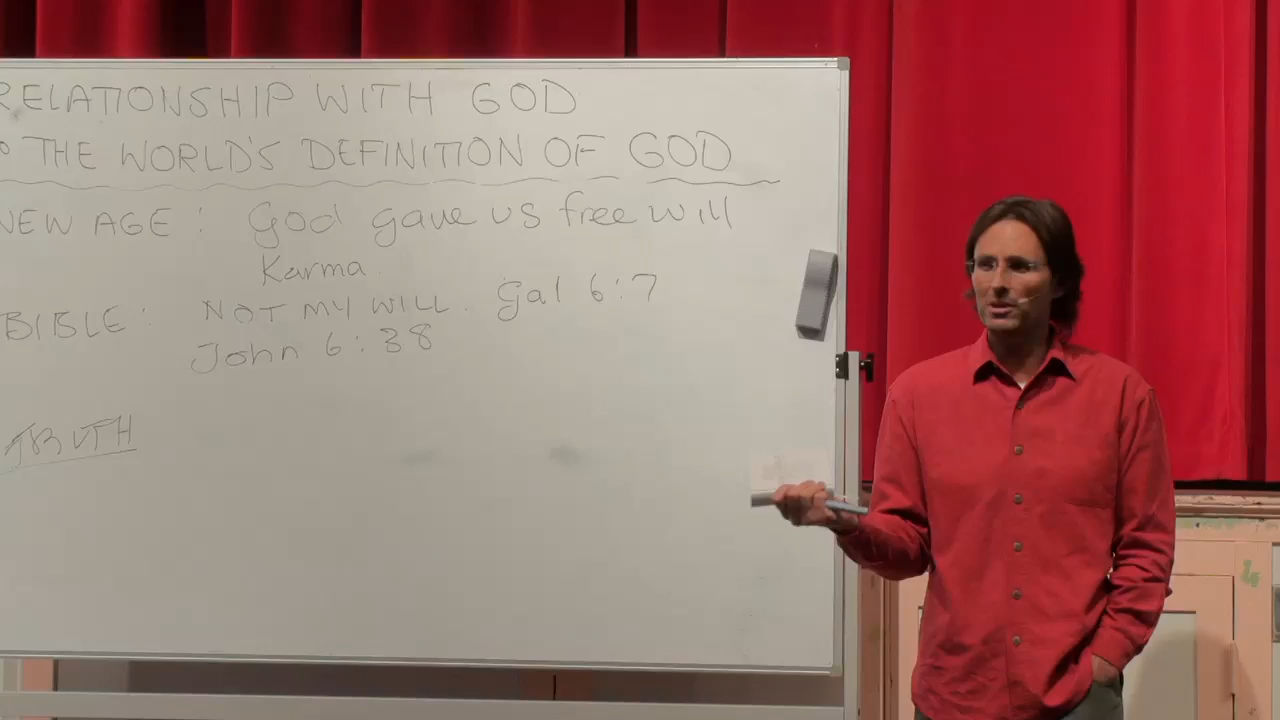 RELATIONSHIP WITH GOD
THE WORLD'S DEFINITION OF GOD
NEW AGE: God gave us free will
Karma.
BIBLE: NOT MY WILL. Gal 6:7
John 6:38
TRUTH